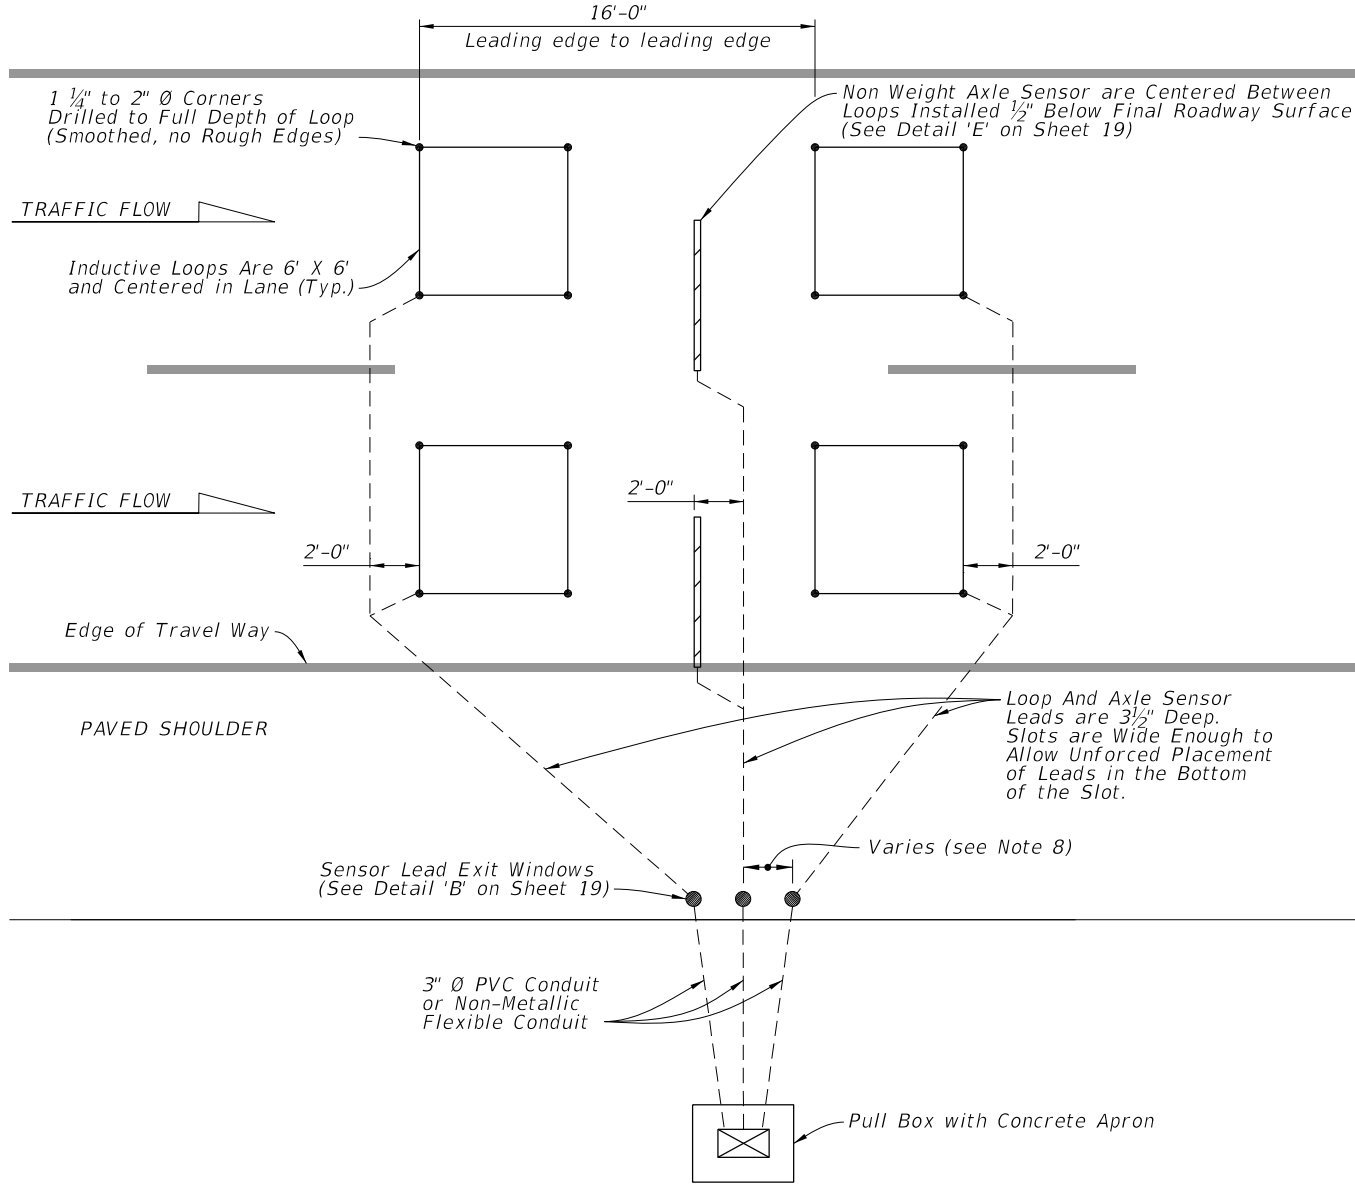 16'-0"
Leading edge to leading edge
1 ¼" to 2" Ø Corners
Drilled to Full Depth of Loop
(Smoothed, no Rough Edges)
Non Weight Axle Sensor are Centered Between
Loops Installed ½" Below Final Roadway Surface
(See Detail 'E' on Sheet 19)
TRAFFIC FLOW
Inductive Loops Are 6' X 6'
and Centered in Lane (Typ.)
TRAFFIC FLOW
2'-0"
2'-0"
2'-0"
Edge of Travel Way
PAVED SHOULDER
Loop And Axle Sensor
Leads are 3½" Deep.
Slots are Wide Enough to
Allow Unforced Placement
of Leads in the Bottom
of the Slot.
Varies (see Note 8)
Sensor Lead Exit Windows
(See Detail 'B' on Sheet 19)
3" Ø PVC Conduit
or Non-Metallic
Flexible Conduit
Pull Box with Concrete Apron